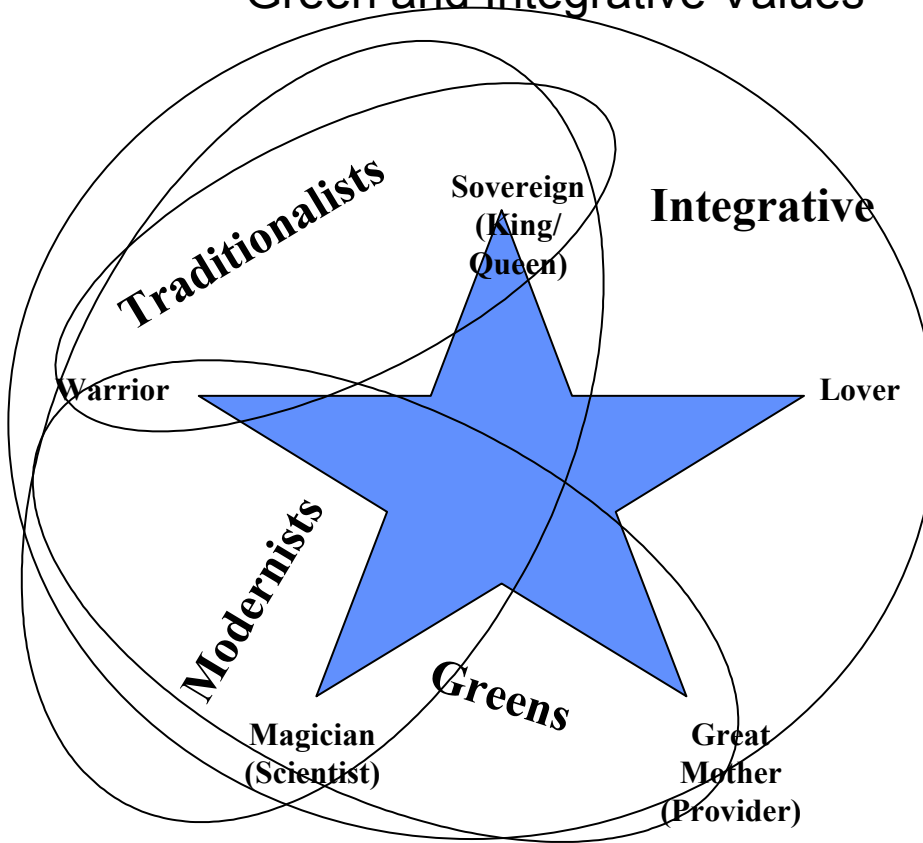 Green and Integrative Values
Traditionalists
Sovereign
(King/
Queen)
Integrative
Warrior
Lover
Modernists
Greens
Magician
(Scientist)
Great
Mother
(Provider)